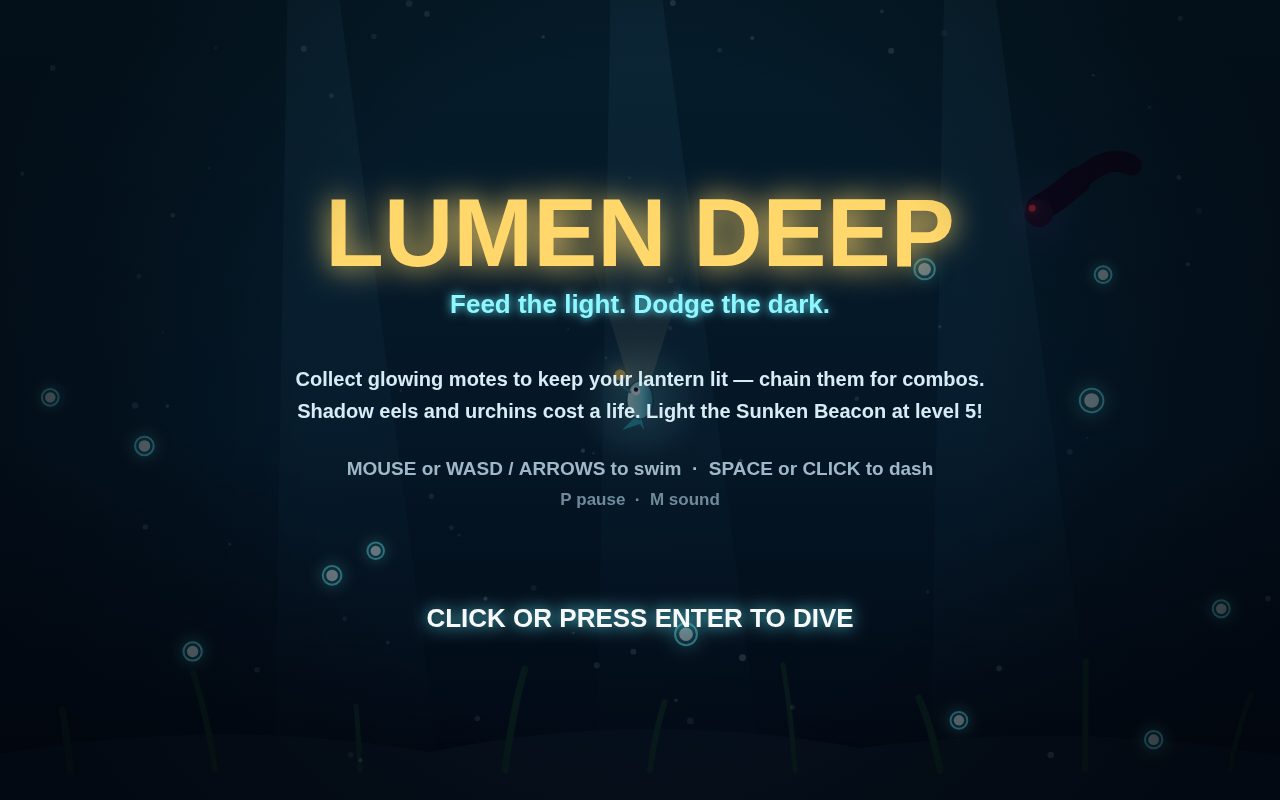 LUMEN DEEP
Feed the light. Dodge the dark.
Collect glowing motes to keep your lantern lit — chain them for combos.
Shadow eels and urchins cost a life. Light the Sunken Beacon at level 5!
MOUSE or WASD / ARROWS to swim · SPACE or CLICK to dash
P pause · M sound
CLICK OR PRESS ENTER TO DIVE